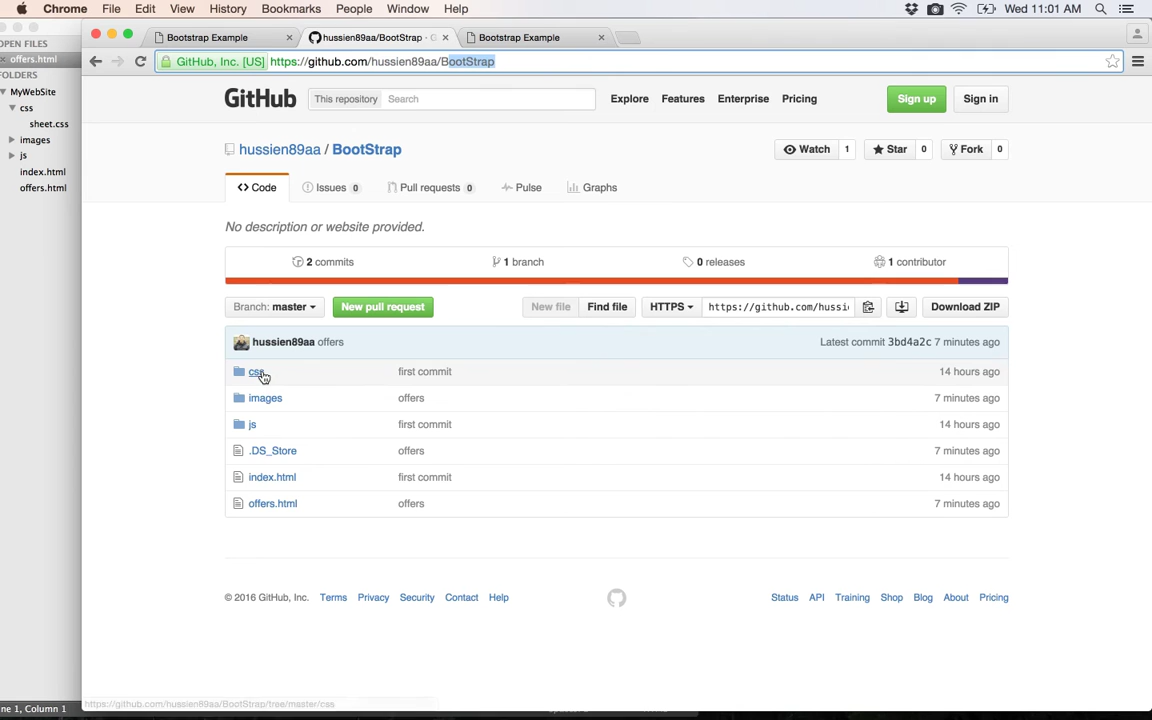 Chrome File Edit View History Bookmarks People Window Help Wed 11:01 AM
OPEN FILES
offers.html
FOLDERS
MyWebSite
css
sheet.css
images
js
index.html
offers.html
Bootstrap Example hussien89aa/BootStrap · G Bootstrap Example
GitHub, Inc. [US] https://github.com/hussien89aa/BootStrap
GitHub This repository Search Explore Features Enterprise Pricing Sign up Sign in
hussien89aa / BootStrap Watch 1 Star 0 Fork 0
Code Issues 0 Pull requests 0 Pulse Graphs
No description or website provided.
2 commits 1 branch 0 releases 1 contributor
Branch: master New pull request New file Find file HTTPS https://github.com/hussi Download ZIP
hussien89aa offers Latest commit 3bd4a2c 7 minutes ago
css first commit 14 hours ago
images offers 7 minutes ago
js first commit 14 hours ago
.DS_Store offers 7 minutes ago
index.html first commit 14 hours ago
offers.html offers 7 minutes ago
© 2016 GitHub, Inc. Terms Privacy Security Contact Help Status API Training Shop Blog About Pricing
https://github.com/hussien89aa/BootStrap/tree/master/css
ne 1, Column 1